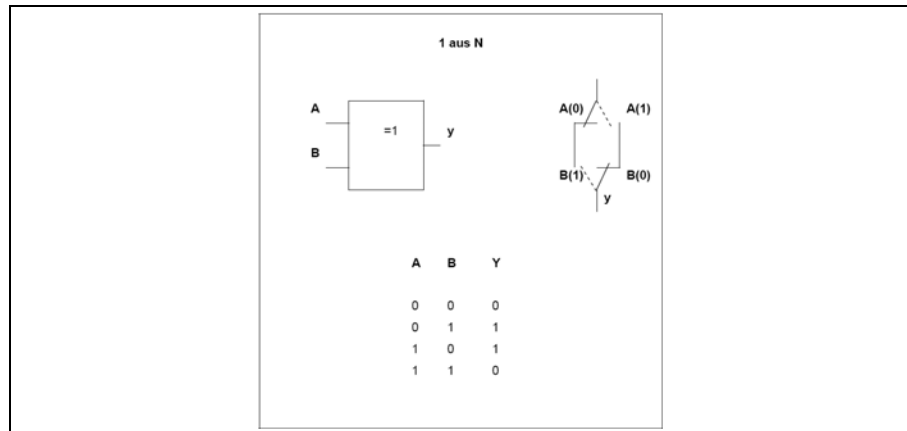 1 aus N
A
=1
y
B
A(0) A(1)
B(1) B(0)
y
A B Y
0 0 0
0 1 1
1 0 1
1 1 0